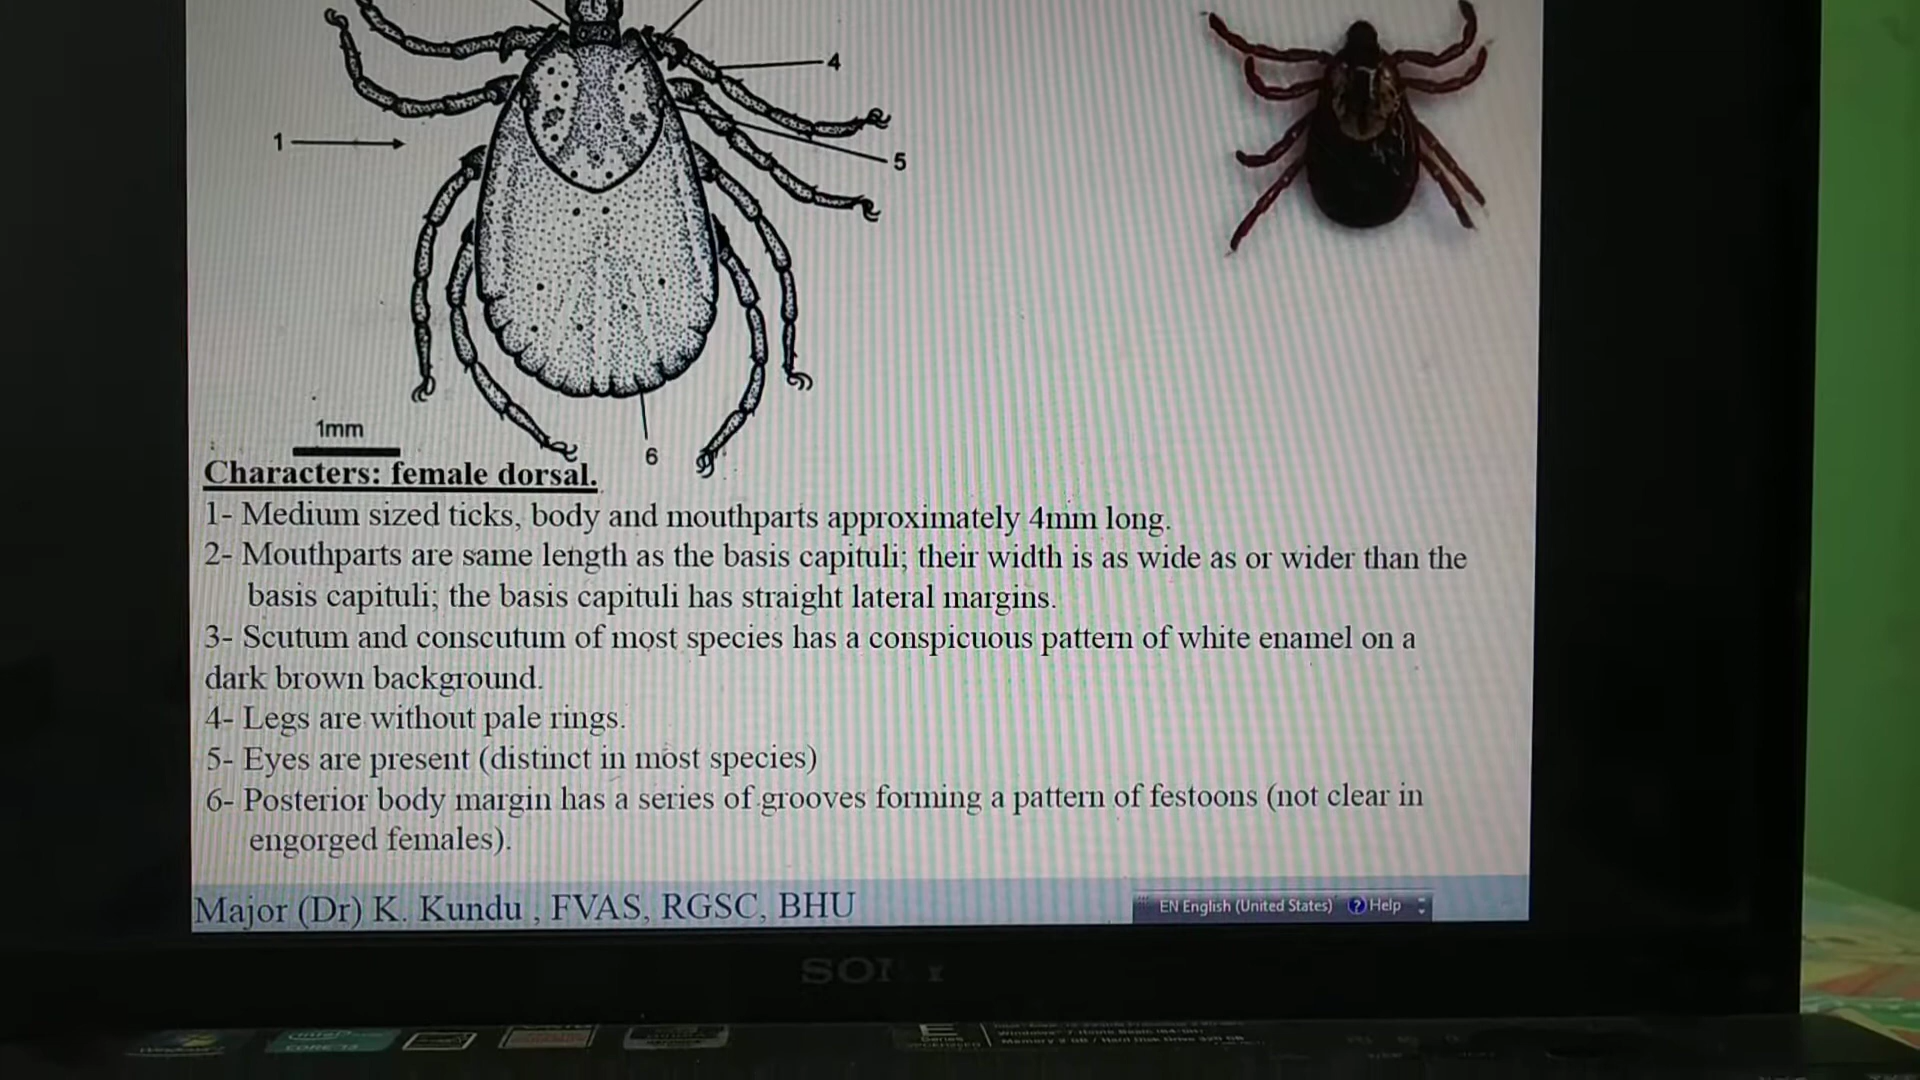 4
1
5
1mm
6
Characters: female dorsal.
1- Medium sized ticks, body and mouthparts approximately 4mm long.
2- Mouthparts are same length as the basis capituli; their width is as wide as or wider than the
basis capituli; the basis capituli has straight lateral margins.
3- Scutum and conscutum of most species has a conspicuous pattern of white enamel on a
dark brown background.
4- Legs are without pale rings.
5- Eyes are present (distinct in most species)
6- Posterior body margin has a series of grooves forming a pattern of festoons (not clear in
engorged females).
Major (Dr) K. Kundu , FVAS, RGSC, BHU
EN English (United States) ? Help